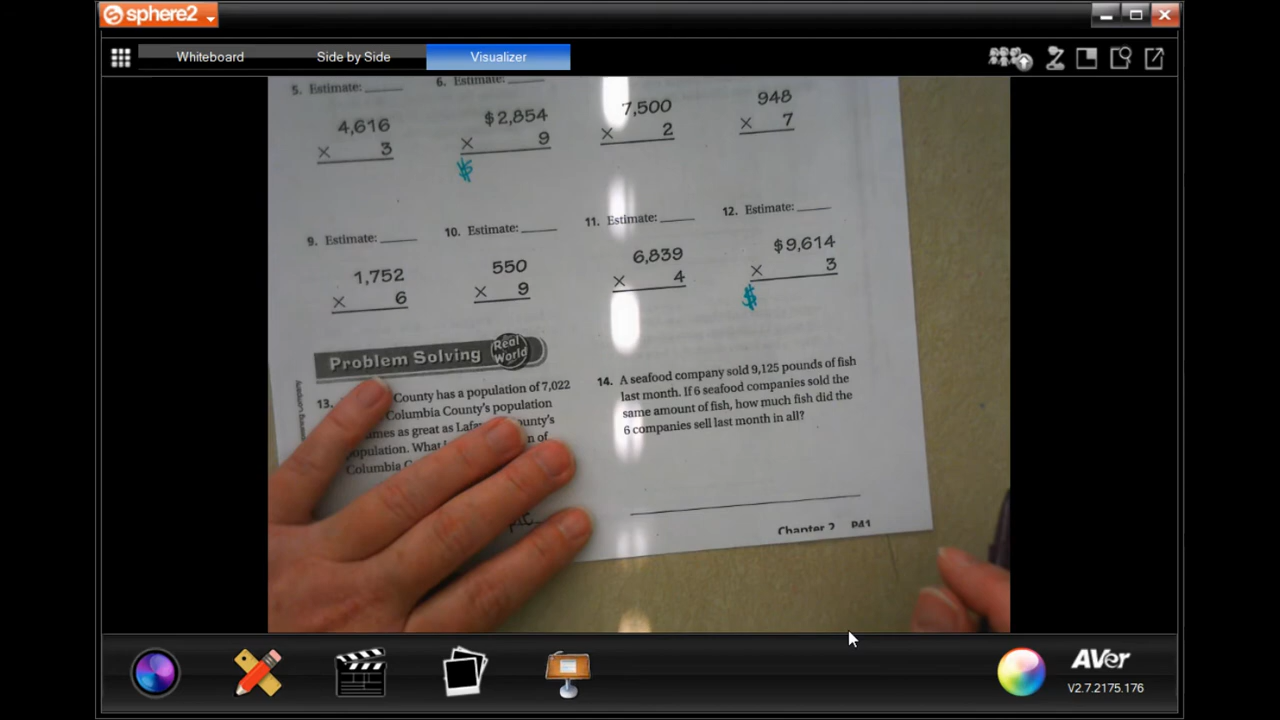 sphere2
Whiteboard Side by Side Visualizer
5. Estimate: 6. Estimate:
4,616
× 3
$2,854
× 9
$
7,500
× 2
948
× 7
9. Estimate: 10. Estimate: 11. Estimate: 12. Estimate:
1,752
× 6
550
× 9
6,839
× 4
$9,614
× 3
$
Problem Solving Real World
13. County has a population of 7,022
Columbia County's population
as great as
population. What of
Columbia
14. A seafood company sold 9,125 pounds of fish
last month. If 6 seafood companies sold the
same amount of fish, how much fish did the
6 companies sell last month in all?
Chapter 2 P41
AVer
V2.7.2175.176